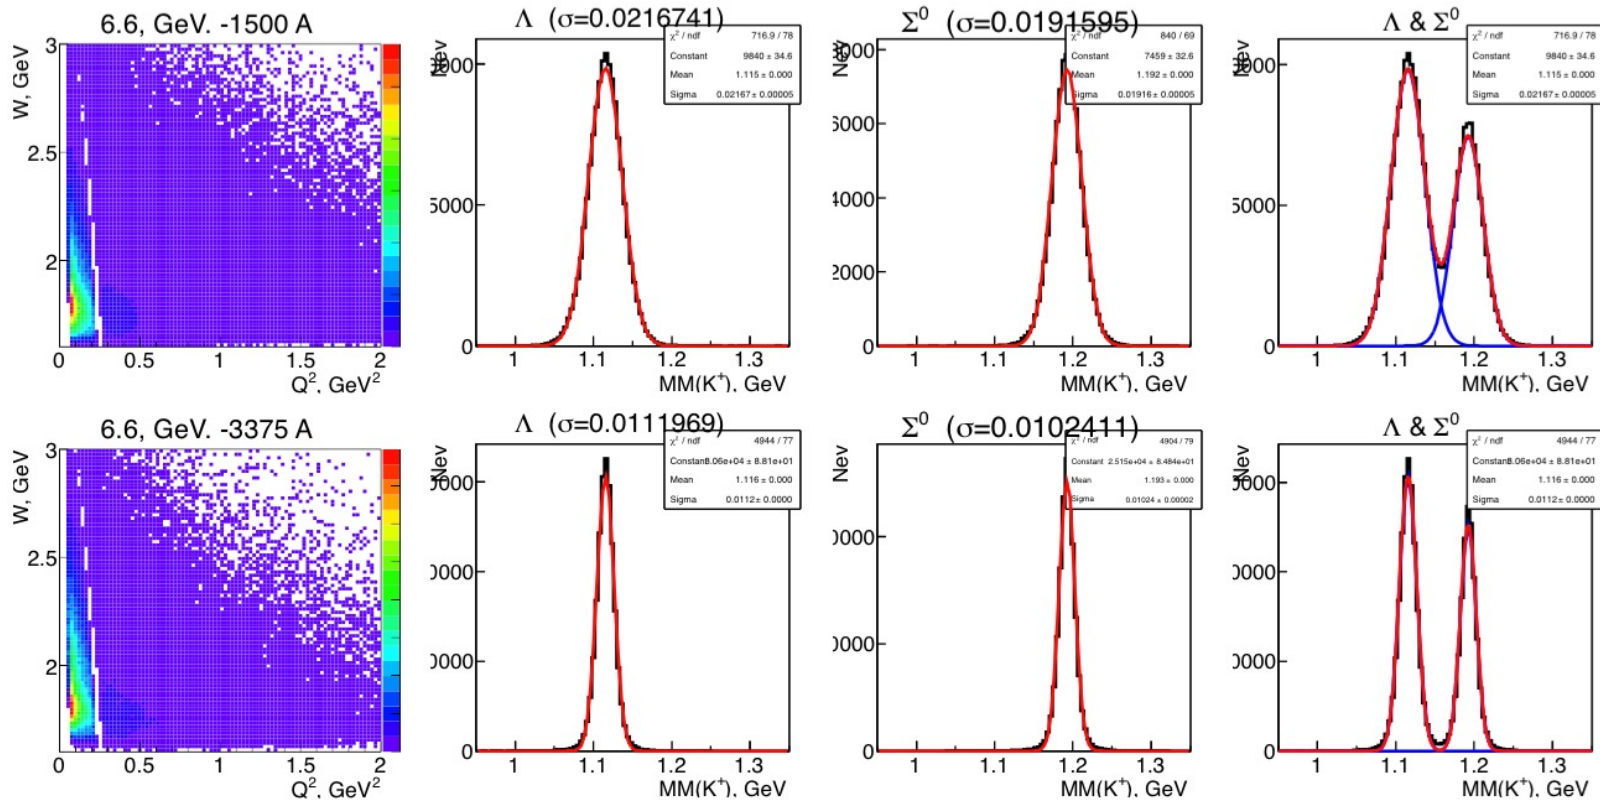 6.6, GeV. -1500 A
W, GeV
3
2.5
2
0 0.5 1 1.5 2
Q², GeV²
Λ (σ=0.0216741)
χ² / ndf 716.9 / 78
Constant 9840 ± 34.6
Mean 1.115 ± 0.000
Sigma 0.02167 ± 0.00005
5000
0
1 1.1 1.2 1.3
MM(K⁺), GeV
Σ⁰ (σ=0.0191595)
Nev
χ² / ndf 840 / 69
Constant 7459 ± 32.6
Mean 1.192 ± 0.000
Sigma 0.01916 ± 0.00005
8000
6000
4000
2000
0
1 1.1 1.2 1.3
MM(K⁺), GeV
Λ & Σ⁰
χ² / ndf 716.9 / 78
Constant 9840 ± 34.6
Mean 1.115 ± 0.000
Sigma 0.02167 ± 0.00005
5000
0
1 1.1 1.2 1.3
MM(K⁺), GeV
6.6, GeV. -3375 A
W, GeV
3
2.5
2
0 0.5 1 1.5 2
Q², GeV²
Λ (σ=0.0111969)
Nev
χ² / ndf 4944 / 77
Constant 8.06e+04 ± 8.81e+01
Mean 1.116 ± 0.000
Sigma 0.0112 ± 0.0000
0
1 1.1 1.2 1.3
MM(K⁺), GeV
Σ⁰ (σ=0.0102411)
Nev
χ² / ndf 4904 / 79
Constant 2.515e+04 ± 8.484e+01
Mean 1.193 ± 0.000
Sigma 0.01024 ± 0.00002
0
1 1.1 1.2 1.3
MM(K⁺), GeV
Λ & Σ⁰
Nev
χ² / ndf 4944 / 77
Constant 8.06e+04 ± 8.81e+01
Mean 1.116 ± 0.000
Sigma 0.0112 ± 0.0000
0
1 1.1 1.2 1.3
MM(K⁺), GeV